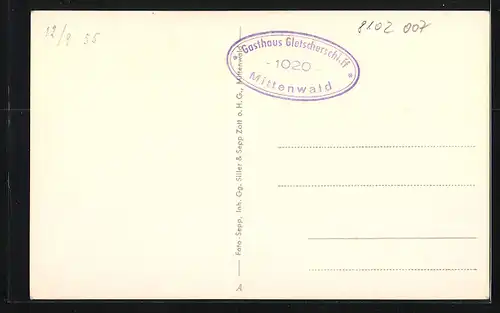 12/9 35
8102 007
* Gasthaus Gletscherschliff *
- 1020 -
Mittenwald
A — Foto-Sepp, Inh. Gg. Siller & Sepp Zoll o.H.G., Mittenwald